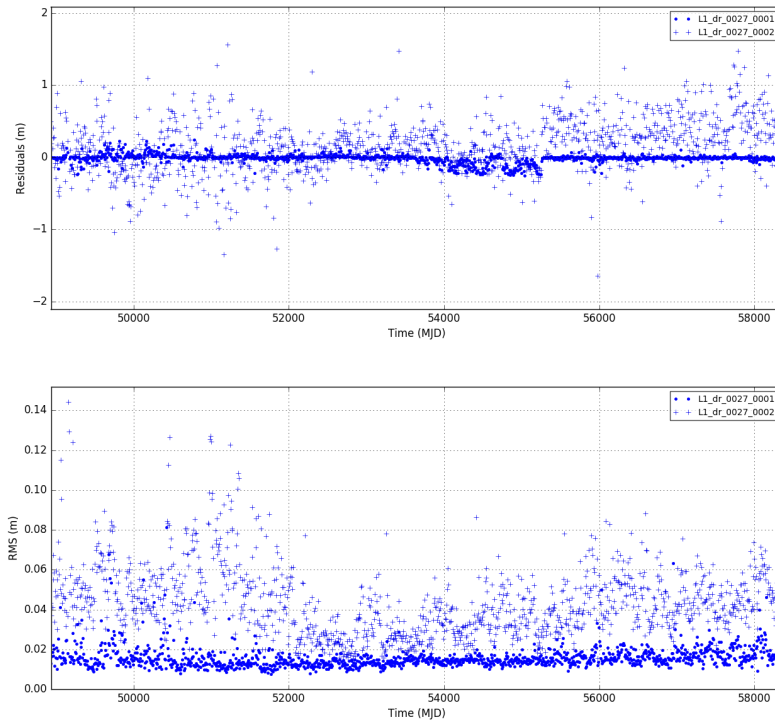 2
1
0
−1
−2
Residuals (m)
50000 52000 54000 56000 58000
Time (MJD)
L1_dr_0027_0001
L1_dr_0027_0002
0.14
0.12
0.10
0.08
0.06
0.04
0.02
0.00
RMS (m)
50000 52000 54000 56000 58000
Time (MJD)
L1_dr_0027_0001
L1_dr_0027_0002